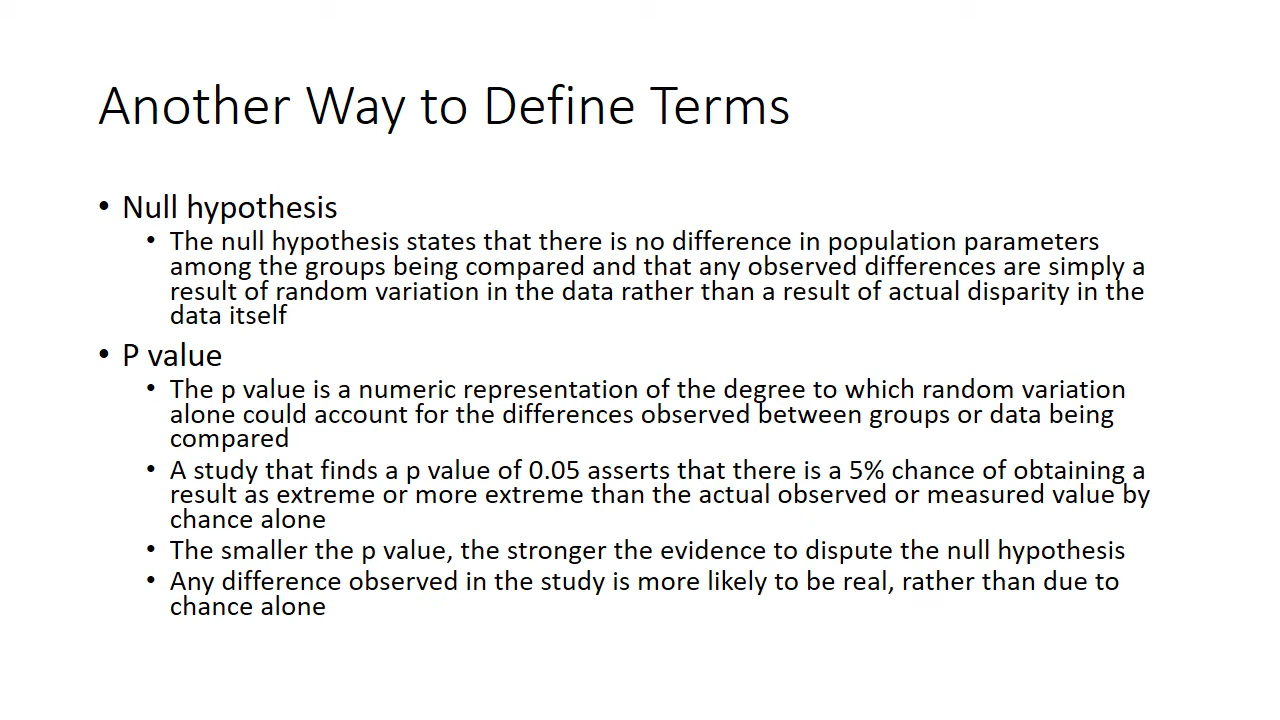 Another Way to Define Terms
• Null hypothesis
• The null hypothesis states that there is no difference in population parameters
among the groups being compared and that any observed differences are simply a
result of random variation in the data rather than a result of actual disparity in the
data itself
• P value
• The p value is a numeric representation of the degree to which random variation
alone could account for the differences observed between groups or data being
compared
• A study that finds a p value of 0.05 asserts that there is a 5% chance of obtaining a
result as extreme or more extreme than the actual observed or measured value by
chance alone
• The smaller the p value, the stronger the evidence to dispute the null hypothesis
• Any difference observed in the study is more likely to be real, rather than due to
chance alone